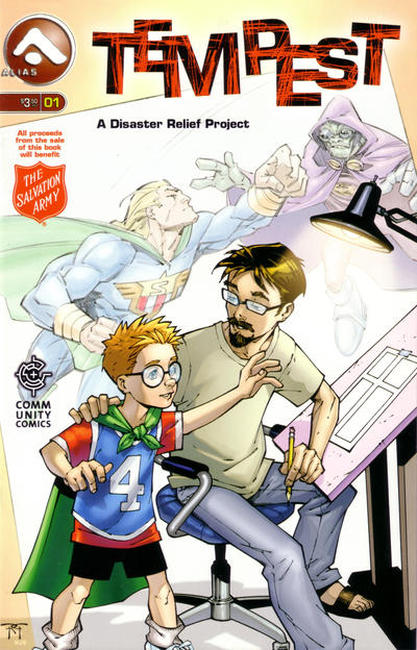 ALIAS
TEMPEST
$3.50 01
A Disaster Relief Project
All proceeds
from the sale
of this book
will benefit
THE
SALVATION
ARMY
COMM
UNITY
COMICS
4